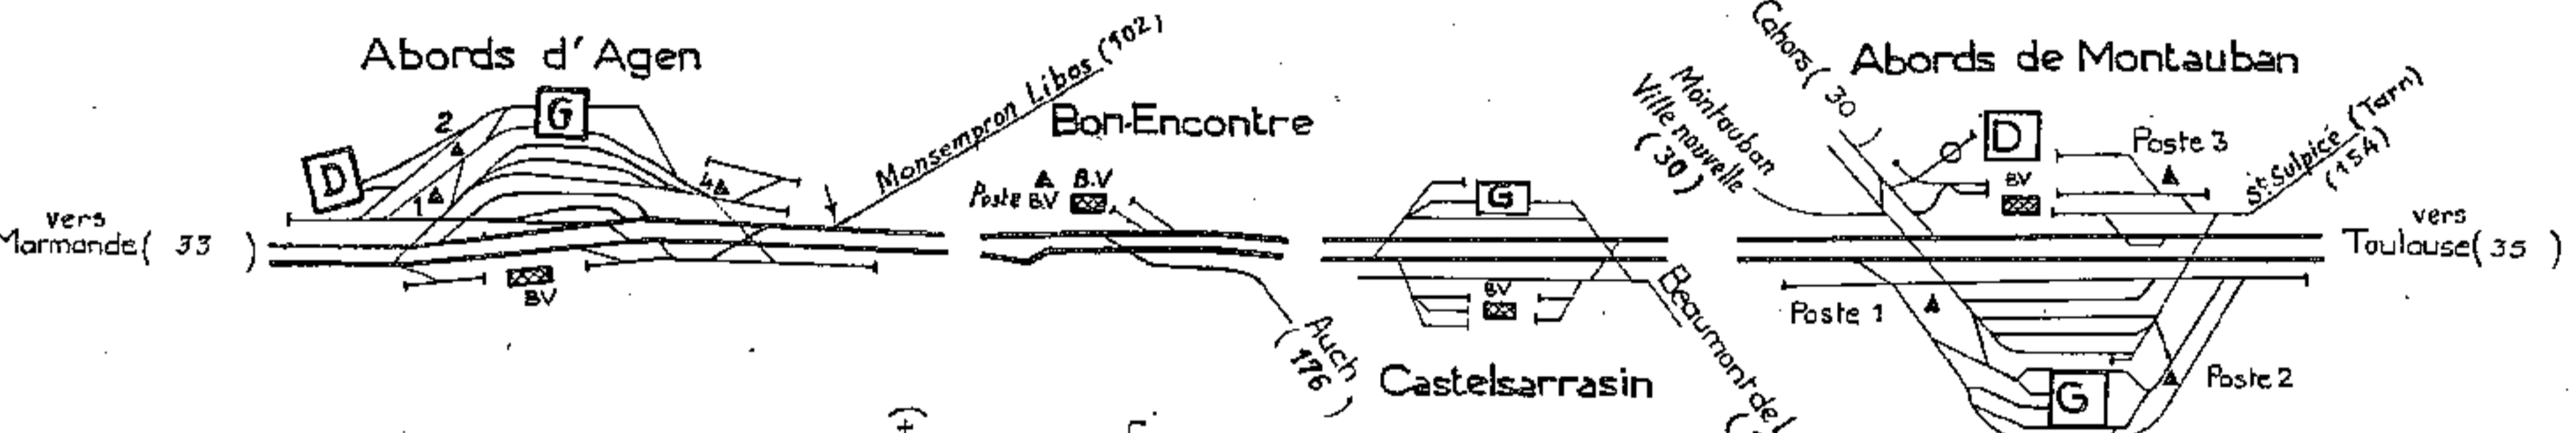 Abords d'Agen
G
2
D
1
4
Monsempron Libos (102)
vers
Marmande( 33 )
BV
Bon-Encontre
B.V
Poste BV
Auch
(176)
G
BV
Castelsarrasin
Beaumont de
Abords de Montauban
Cahors ( 30 )
Montauban
Ville nouvelle
( 30 )
D
BV
Poste 3
St Sulpice (Tarn)
(154)
vers
Toulouse( 35 )
Poste 1
Poste 2
G